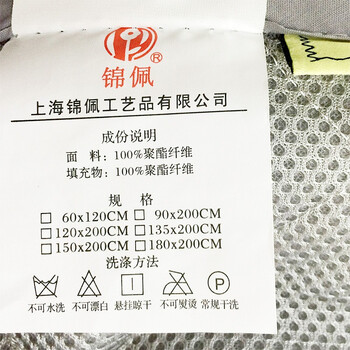 ®
锦佩
上海锦佩工艺品有限公司
成份说明
面 料：100%聚酯纤维
填充物：100%聚酯纤维
规 格
□60x120CM □90x200CM
□120x200CM □135x200CM
□150x200CM □180x200CM
洗涤方法
P
不可水洗 不可漂白 悬挂晾干 不可熨烫 常规干洗